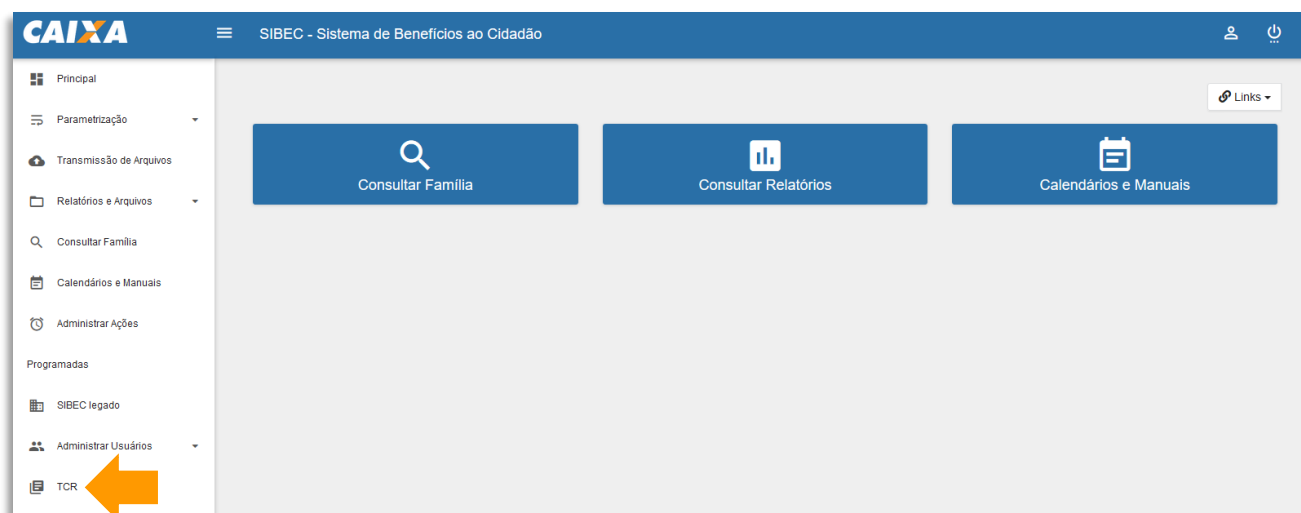 CAIXA
SIBEC - Sistema de Benefícios ao Cidadão
Principal
Links
Parametrização
Transmissão de Arquivos
Consultar Família
Consultar Relatórios
Calendários e Manuais
Relatórios e Arquivos
Consultar Família
Calendários e Manuais
Administrar Ações
Programadas
SIBEC legado
Administrar Usuários
TCR